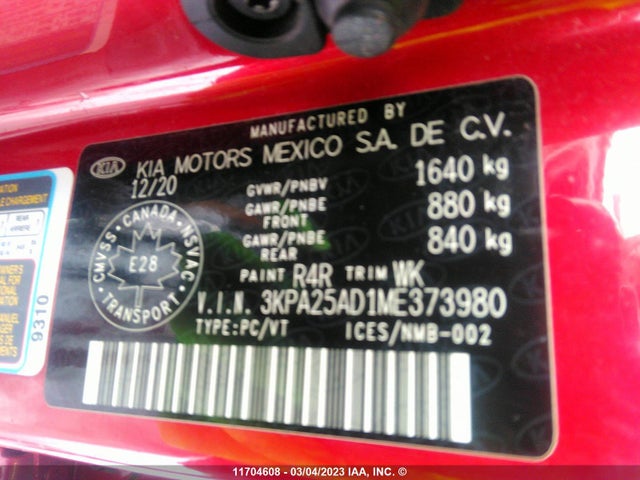 MANUFACTURED BY
KIA
KIA MOTORS MEXICO S.A. DE C.V.
12/20
GVWR/PNBV 1640 kg
GAWR/PNBE FRONT 880 kg
GAWR/PNBE REAR 840 kg
CANADA
CMVSS · NSVAC
E28
TRANSPORT
PAINT R4R TRIM WK
V.I.N. 3KPA25AD1ME373980
TYPE:PC/VT ICES/NMB-002
9310
REAR
ARRIERE
11704608 - 03/04/2023 IAA, INC. ©